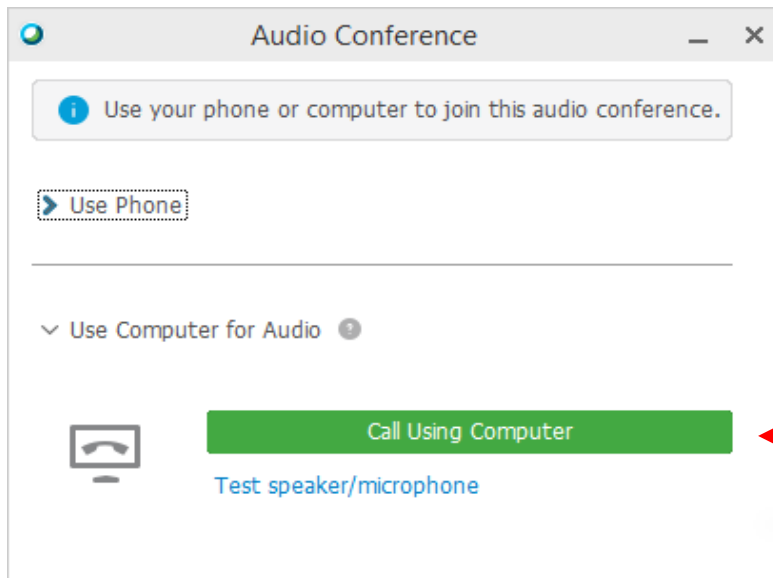 Audio Conference
Use your phone or computer to join this audio conference.
Use Phone
Use Computer for Audio
Call Using Computer
Test speaker/microphone